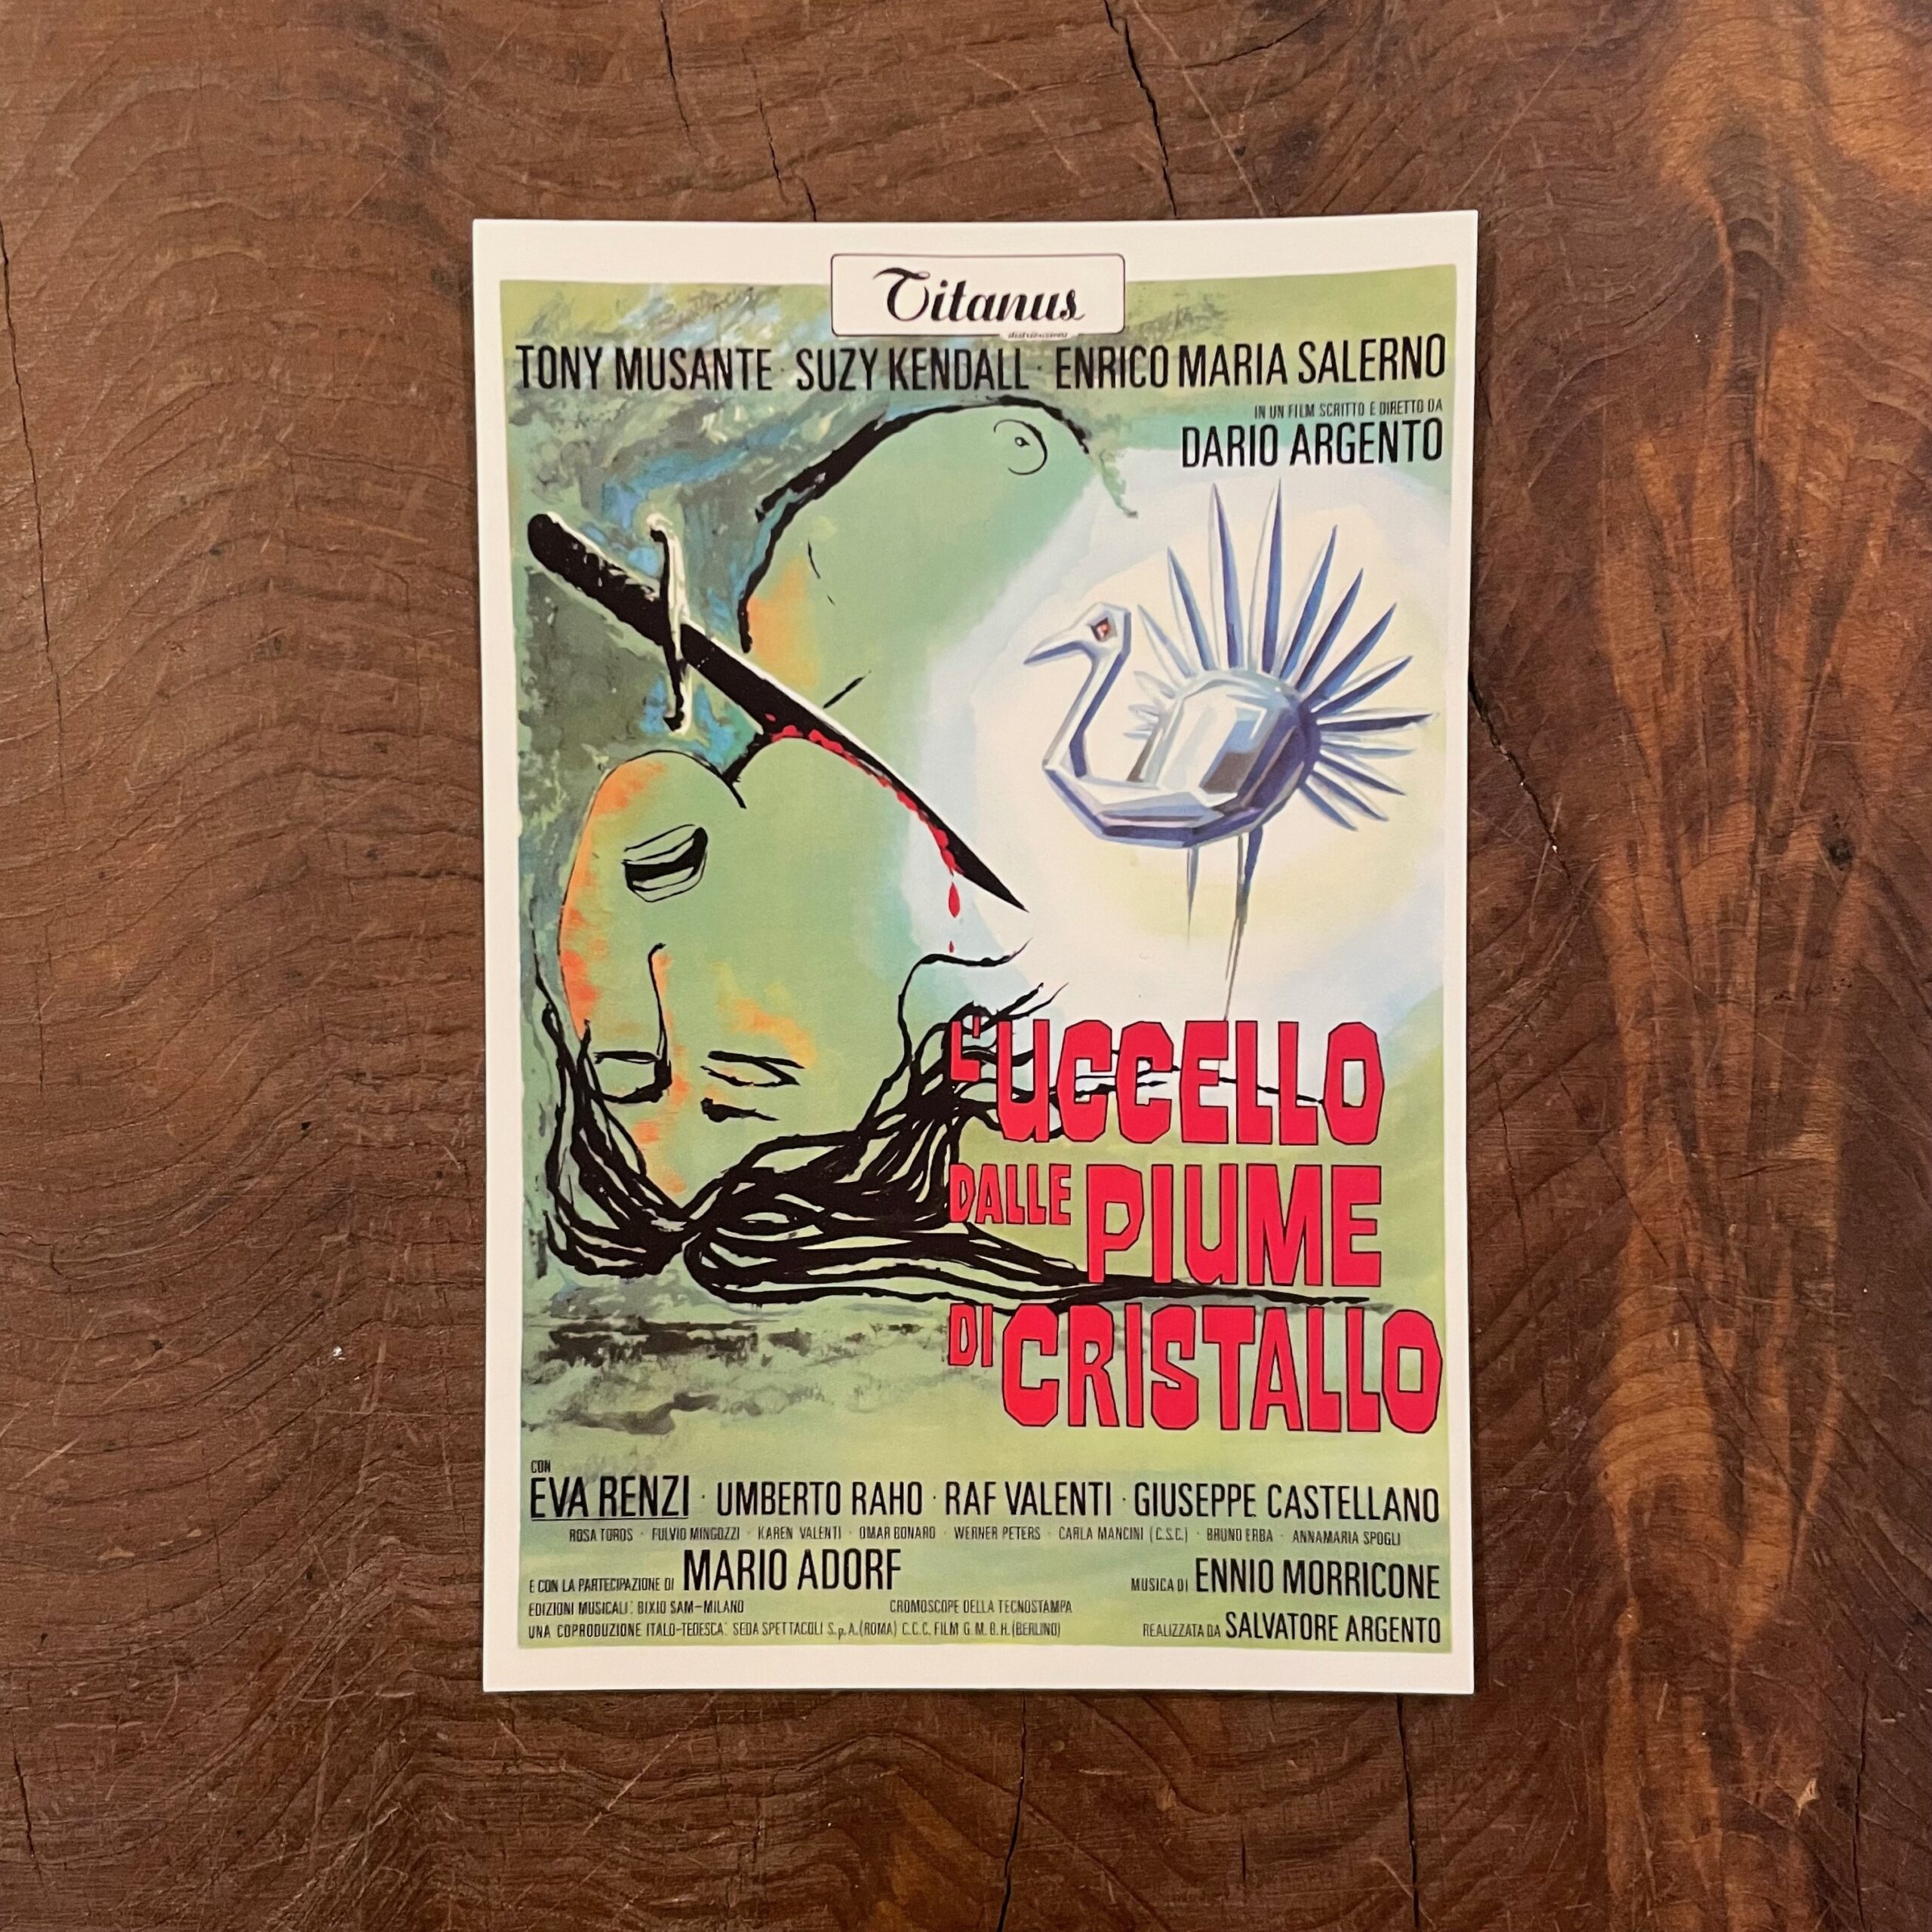 Titanus
distribuzione
TONY MUSANTE · SUZY KENDALL · ENRICO MARIA SALERNO
IN UN FILM SCRITTO E DIRETTO DA
DARIO ARGENTO
L'UCCELLO
DALLE PIUME
DI CRISTALLO
CON
EVA RENZI · UMBERTO RAHO · RAF VALENTI · GIUSEPPE CASTELLANO
ROSA TOROS · FULVIO MINGOZZI · KAREN VALENTI · OMAR BONARO · WERNER PETERS · CARLA MANCINI (C.S.C.) · BRUNO ERBA · ANNAMARIA SPOGLI
E CON LA PARTECIPAZIONE DI MARIO ADORF
MUSICA DI ENNIO MORRICONE
EDIZIONI MUSICALI: BIXIO SAM-MILANO
CROMOSCOPE DELLA TECNOSTAMPA
UNA COPRODUZIONE ITALO-TEDESCA: SEDA SPETTACOLI S.p.A. (ROMA) C.C.C. FILM G.M.B.H. (BERLINO)
REALIZZATA DA SALVATORE ARGENTO